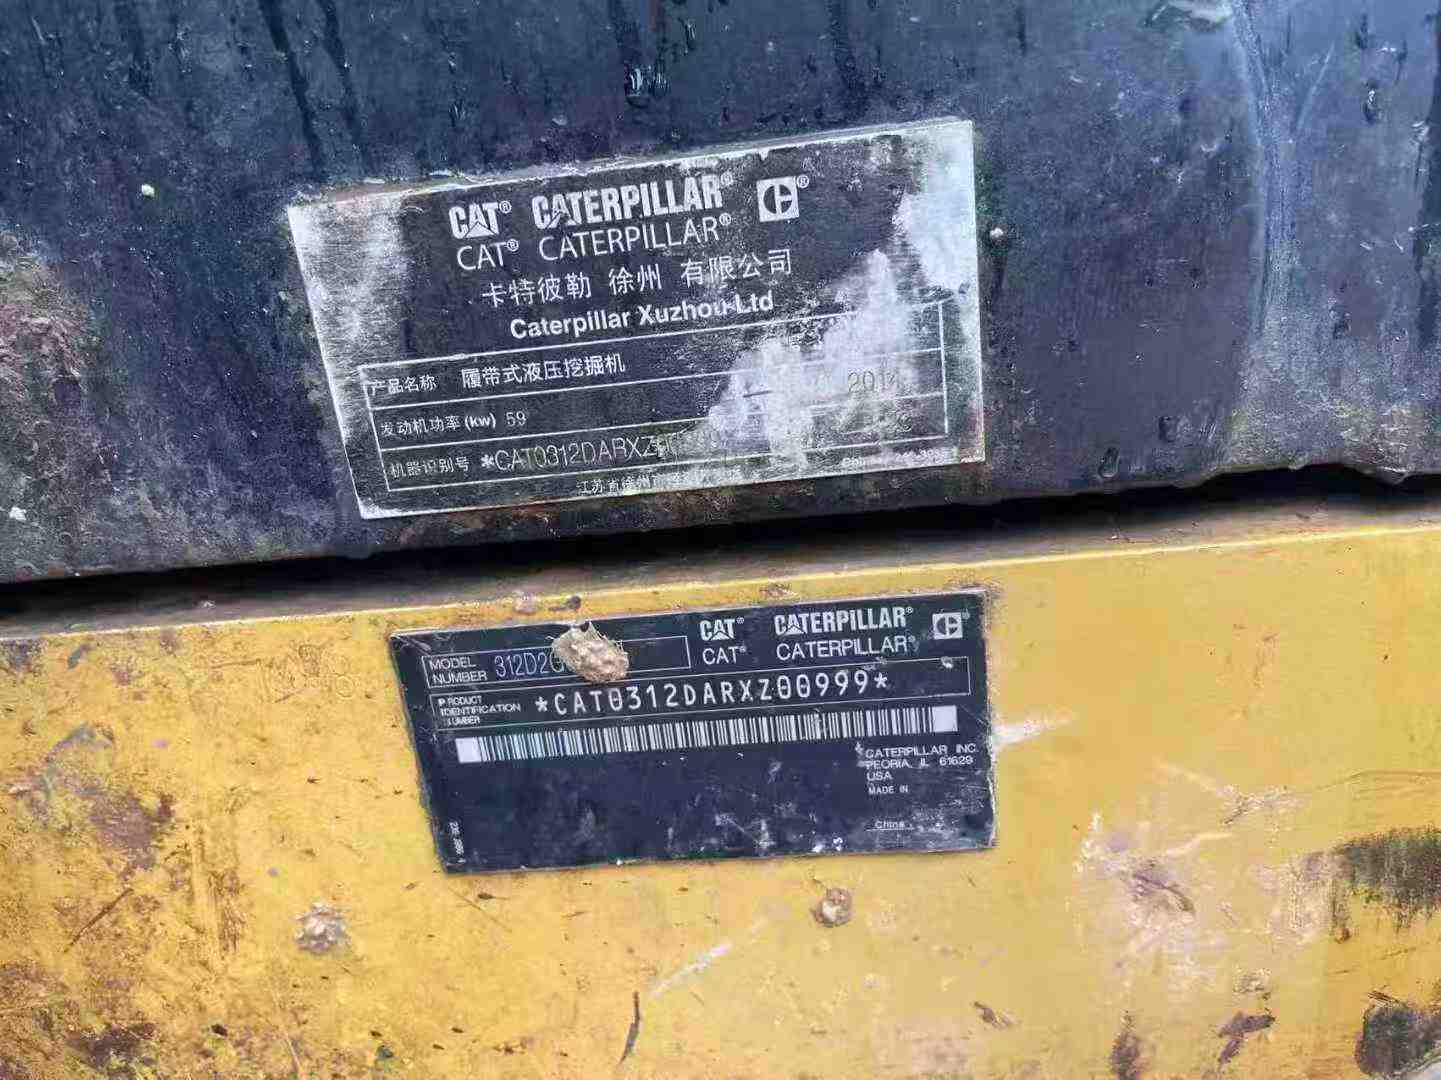 CAT® CATERPILLAR®
CAT® CATERPILLAR®
卡特彼勒 徐州 有限公司
Caterpillar Xuzhou Ltd
产品名称 履带式液压挖掘机
发动机功率(kw) 59
机器识别号 *CAT0312DARXZ
CAT® CATERPILLAR®
CAT® CATERPILLAR®
MODEL NUMBER 312D2
PRODUCT IDENTIFICATION NUMBER *CAT0312DARXZ00999*
CATERPILLAR INC.
PEORIA, IL 61629
USA
MADE IN
China